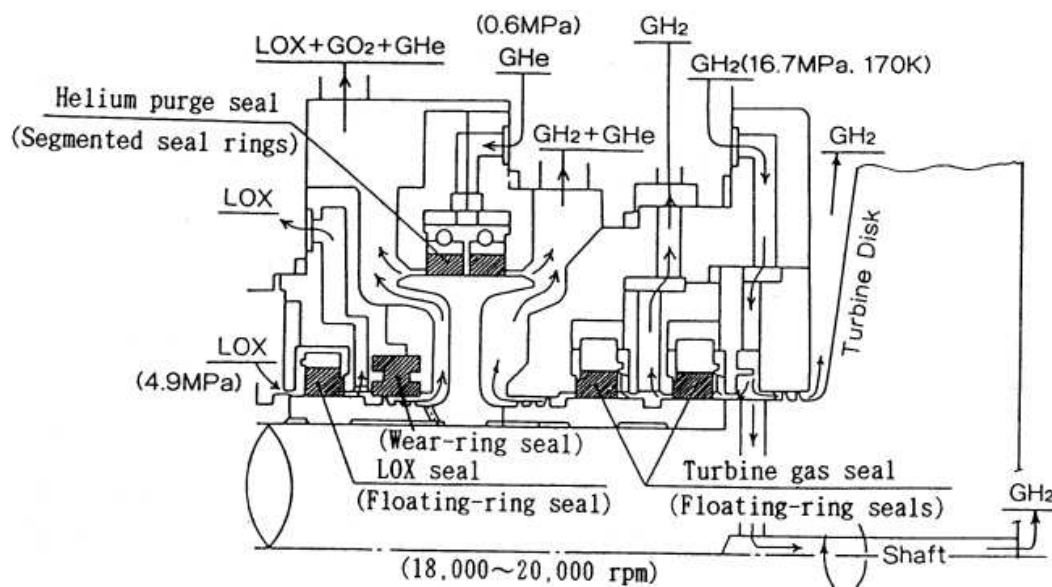 (0.6MPa)
GH₂
LOX+GO₂+GHe
GHe
GH₂(16.7MPa. 170K)
Helium purge seal
(Segmented seal rings)
GH₂+GHe
GH₂
LOX
Turbine Disk
LOX
(4.9MPa)
(Wear-ring seal)
LOX seal
(Floating-ring seal)
Turbine gas seal
(Floating-ring seals)
GH₂
Shaft
(18,000～20,000 rpm)